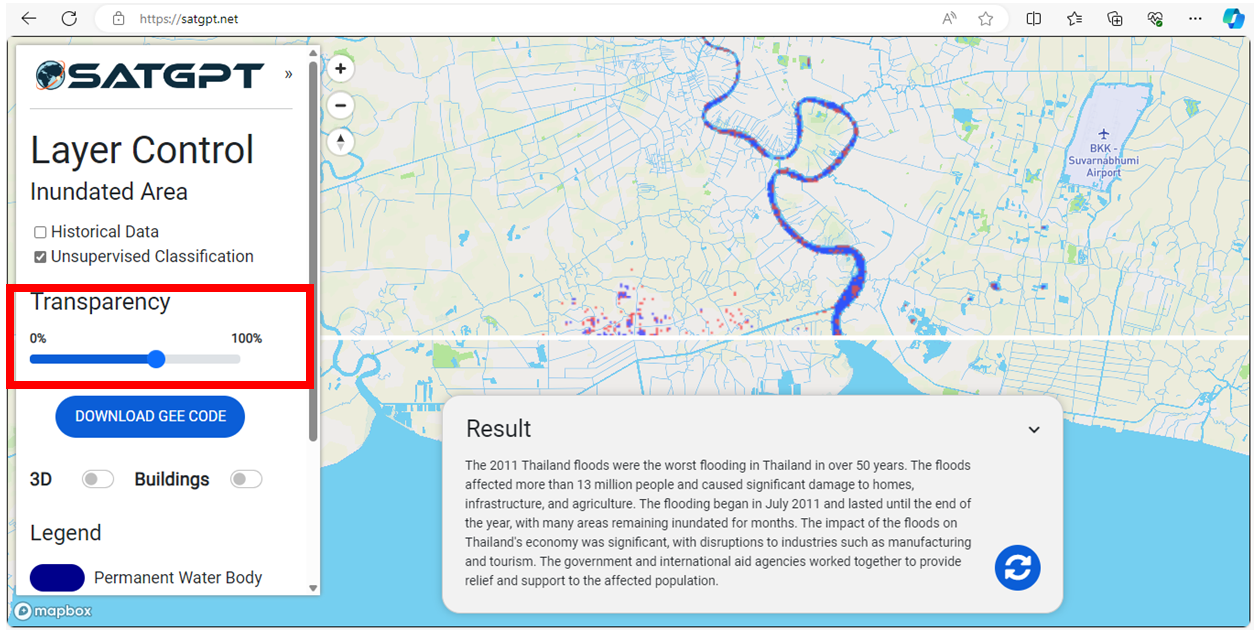 https://satgpt.net
A
SATGPT »
Layer Control
Inundated Area
Historical Data
Unsupervised Classification
Transparency
0% 100%
DOWNLOAD GEE CODE
3D Buildings
Legend
Permanent Water Body
mapbox
BKK -
Suvarnabhumi
Airport
Result
The 2011 Thailand floods were the worst flooding in Thailand in over 50 years. The floods
affected more than 13 million people and caused significant damage to homes,
infrastructure, and agriculture. The flooding began in July 2011 and lasted until the end of
the year, with many areas remaining inundated for months. The impact of the floods on
Thailand's economy was significant, with disruptions to industries such as manufacturing
and tourism. The government and international aid agencies worked together to provide
relief and support to the affected population.